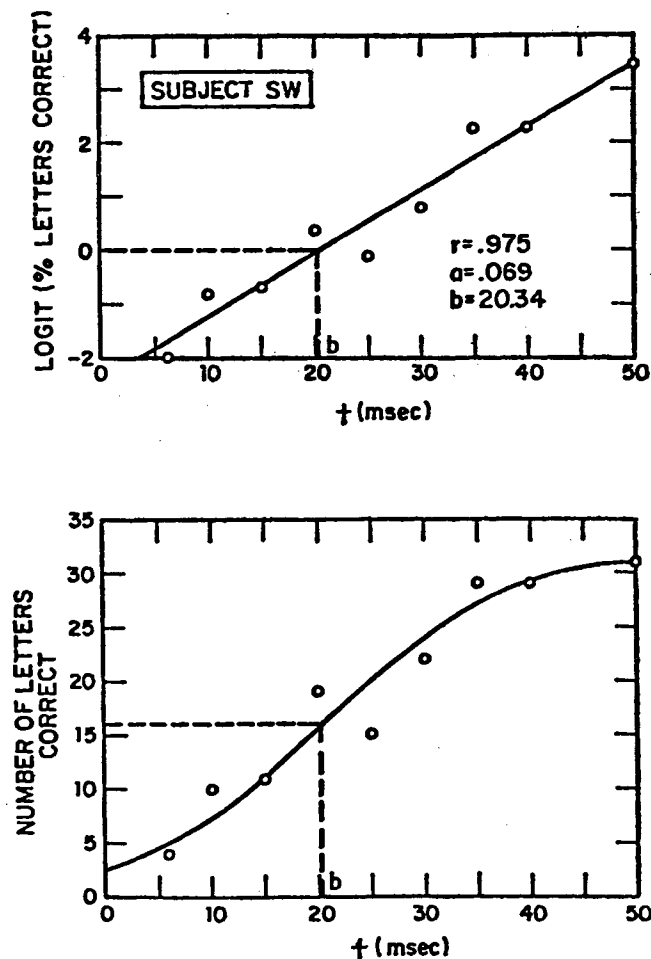 4
2
0
-2
LOGIT (% LETTERS CORRECT)
SUBJECT SW
r=.975
a=.069
b=20.34
b
0 10 20 30 40 50
t (msec)
35
30
25
20
15
10
5
0
NUMBER OF LETTERS
CORRECT
b
0 10 20 30 40 50
t (msec)